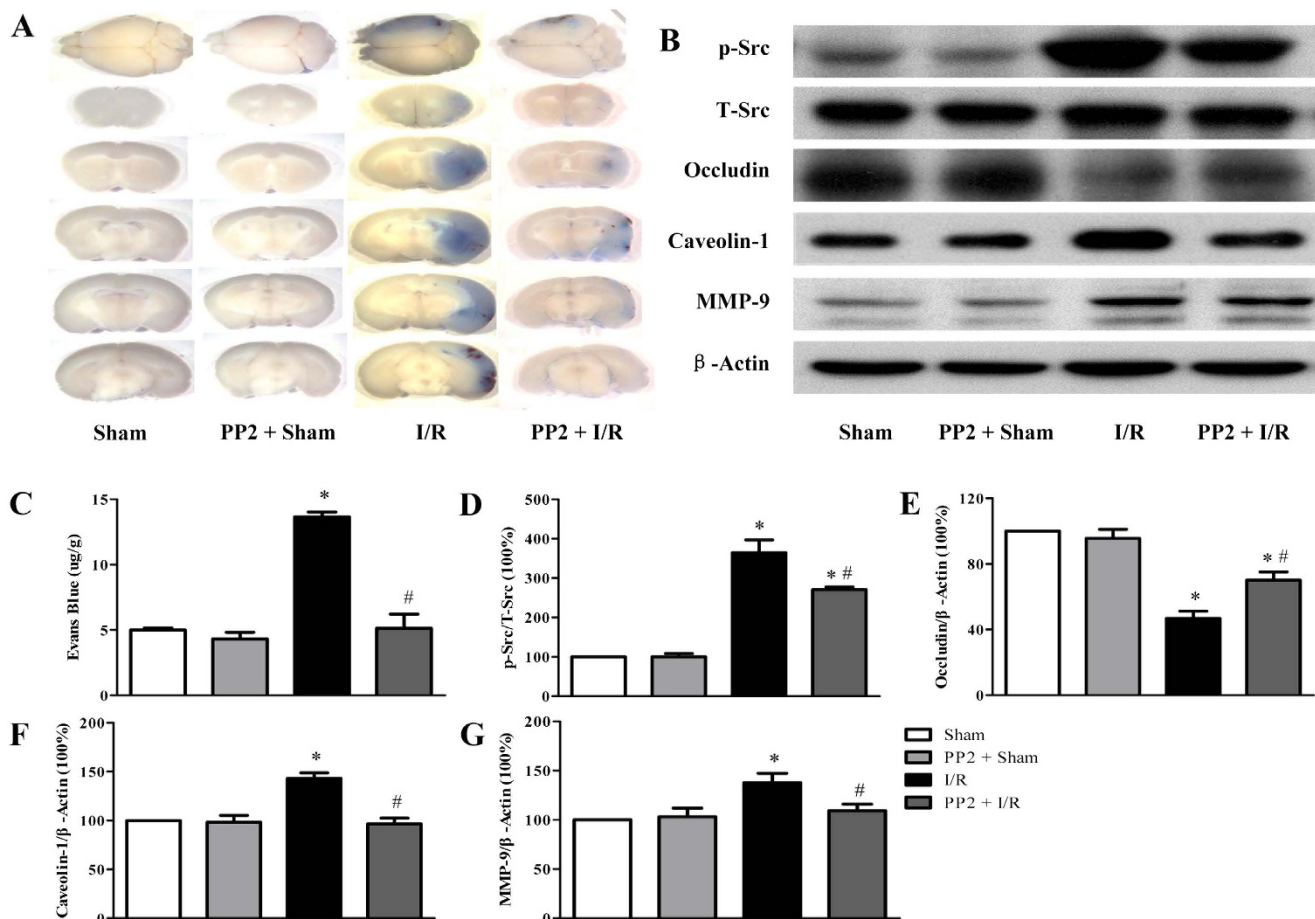 A
B
p-Src
T-Src
Occludin
Caveolin-1
MMP-9
β-Actin
Sham PP2 + Sham I/R PP2 + I/R
Sham PP2 + Sham I/R PP2 + I/R
C
15
10
5
0
Evans Blue (ug/g)
*
#
D
500
400
300
200
100
0
p-Src/T-Src (100%)
*
* #
E
120
80
40
0
Occludin/β-Actin (100%)
*
* #
F
200
150
100
50
0
Caveolin-1/β-Actin (100%)
*
#
G
200
150
100
50
0
MMP-9/β-Actin (100%)
*
#
Sham
PP2 + Sham
I/R
PP2 + I/R